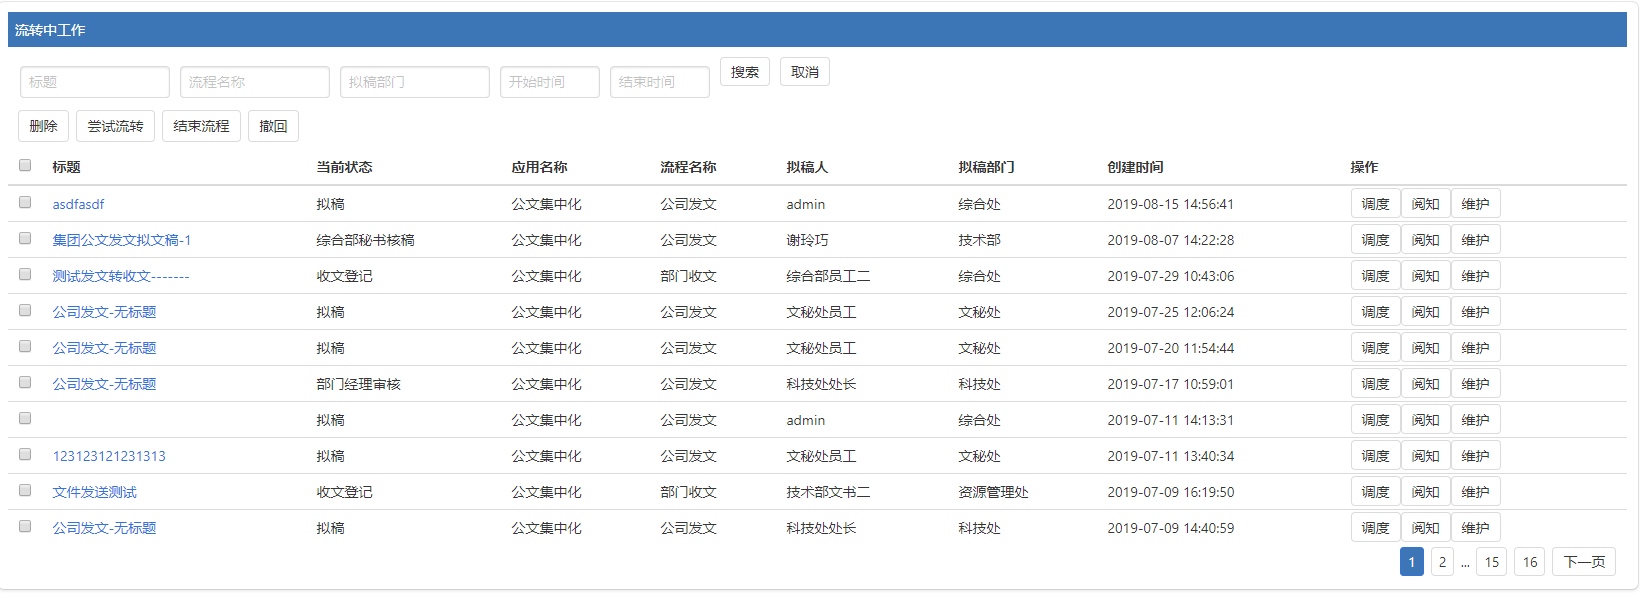 流转中工作
标题 流程名称 拟稿部门 开始时间 结束时间 搜索 取消
删除 尝试流转 结束流程 撤回
标题 当前状态 应用名称 流程名称 拟稿人 拟稿部门 创建时间 操作
asdfasdf 拟稿 公文集中化 公司发文 admin 综合处 2019-08-15 14:56:41 调度 阅知 维护
集团公文发文拟文稿-1 综合部秘书核稿 公文集中化 公司发文 谢玲巧 技术部 2019-08-07 14:22:28 调度 阅知 维护
测试发文转收文------- 收文登记 公文集中化 部门收文 综合部员工二 综合处 2019-07-29 10:43:06 调度 阅知 维护
公司发文-无标题 拟稿 公文集中化 公司发文 文秘处员工 文秘处 2019-07-25 12:06:24 调度 阅知 维护
公司发文-无标题 拟稿 公文集中化 公司发文 文秘处员工 文秘处 2019-07-20 11:54:44 调度 阅知 维护
公司发文-无标题 部门经理审核 公文集中化 公司发文 科技处处长 科技处 2019-07-17 10:59:01 调度 阅知 维护
拟稿 公文集中化 公司发文 admin 综合处 2019-07-11 14:13:31 调度 阅知 维护
123123121231313 拟稿 公文集中化 公司发文 文秘处员工 文秘处 2019-07-11 13:40:34 调度 阅知 维护
文件发送测试 收文登记 公文集中化 部门收文 技术部文书二 资源管理处 2019-07-09 16:19:50 调度 阅知 维护
公司发文-无标题 拟稿 公文集中化 公司发文 科技处处长 科技处 2019-07-09 14:40:59 调度 阅知 维护
1 2 ... 15 16 下一页